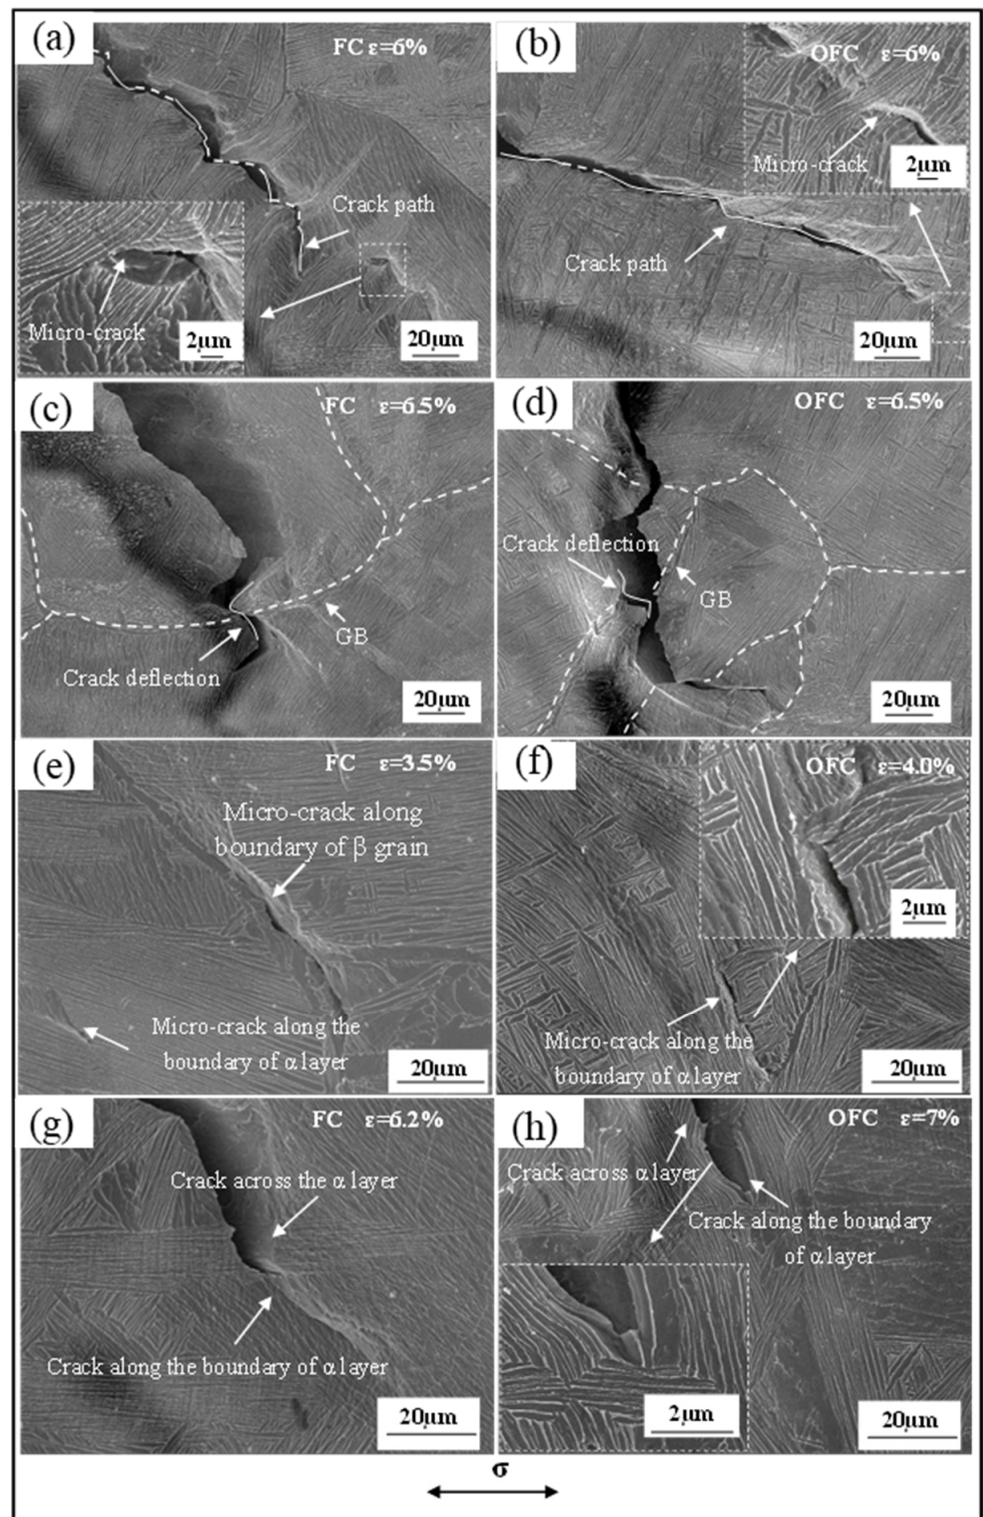 (a)
FC ε=6%
Crack path
Micro-crack
2μm
20μm
(b)
OFC ε=6%
Micro-crack
2μm
Crack path
20μm
(c)
FC ε=6.5%
GB
Crack deflection
20μm
(d)
OFC ε=6.5%
Crack deflection
GB
20μm
(e)
FC ε=3.5%
Micro-crack along
boundary of β grain
Micro-crack along the
boundary of α layer
20μm
(f)
OFC ε=4.0%
2μm
Micro-crack along the
boundary of α layer
20μm
(g)
FC ε=6.2%
Crack across the α layer
Crack along the boundary of α layer
20μm
(h)
OFC ε=7%
Crack across α layer
Crack along the boundary
of α layer
2μm
20μm
σ